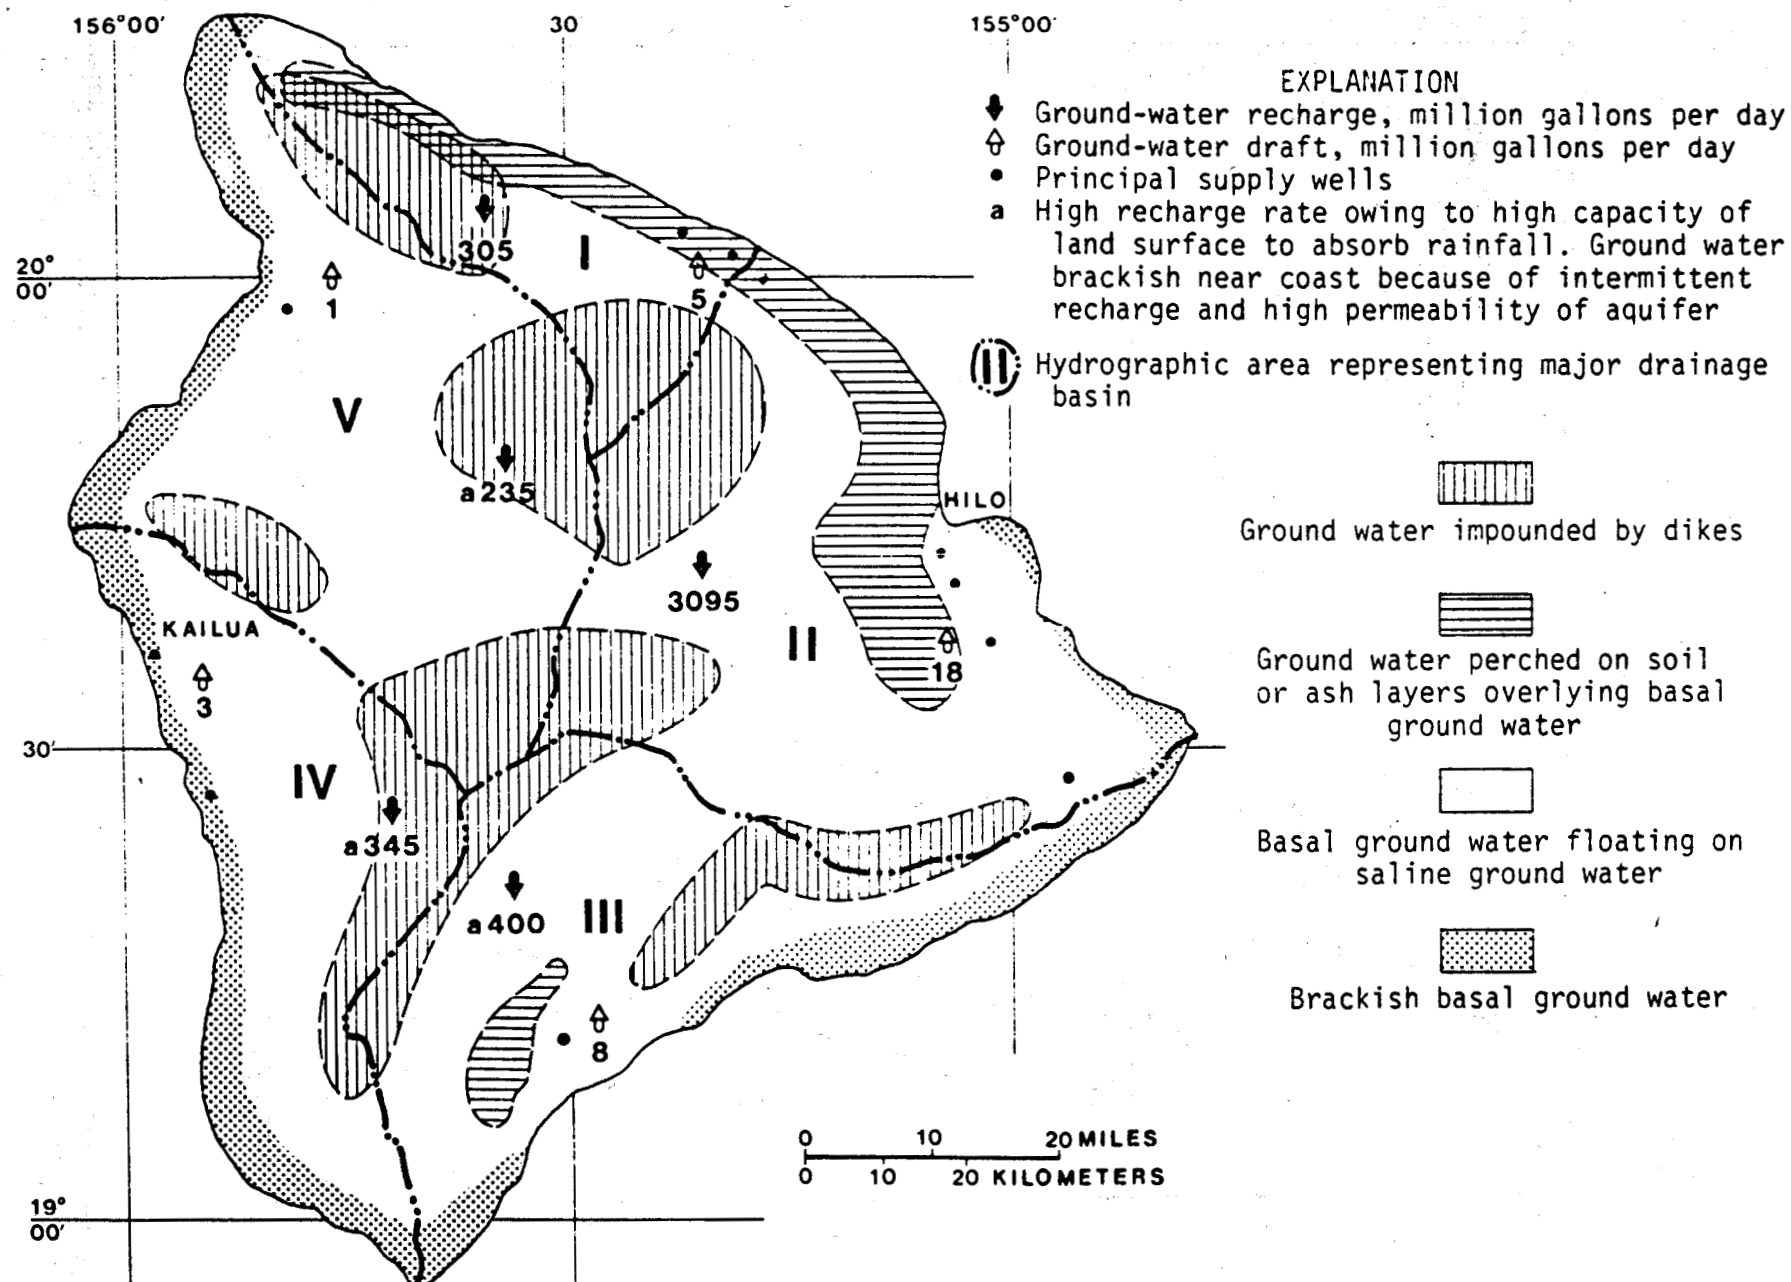 156°00'
30'
155°00'
EXPLANATION
Ground-water recharge, million gallons per day
Ground-water draft, million gallons per day
Principal supply wells
a High recharge rate owing to high capacity of
land surface to absorb rainfall. Ground water
brackish near coast because of intermittent
recharge and high permeability of aquifer
II Hydrographic area representing major drainage
basin
Ground water impounded by dikes
Ground water perched on soil
or ash layers overlying basal
ground water
Basal ground water floating on
saline ground water
Brackish basal ground water
305
I
20°
00'
1
5
V
a235
HILO
3095
KAILUA
II
18
3
30'
IV
a345
a400
III
8
0 10 20 MILES
0 10 20 KILOMETERS
19°
00'